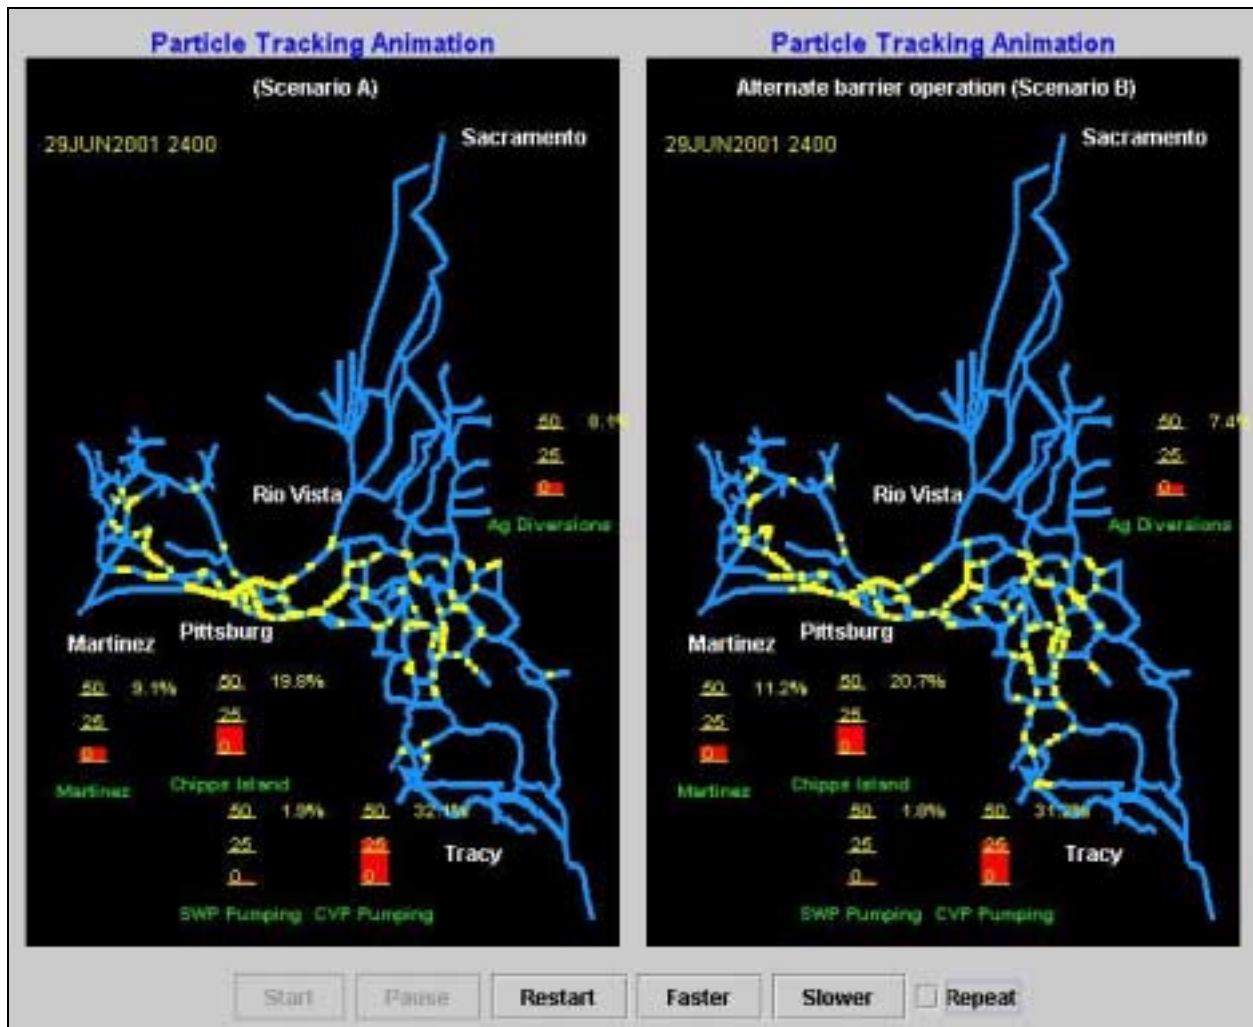 Particle Tracking Animation
(Scenario A)
29JUN2001 2400
Sacramento
50 8.1%
25
0
Ag Diversions
Rio Vista
Martinez
Pittsburg
50 9.1%
25
0
Martinez
50 19.8%
25
0
Chipps Island
50 1.9%
25
0
SWP Pumping
50
25
0
CVP Pumping
Tracy
Particle Tracking Animation
Alternate barrier operation (Scenario B)
29JUN2001 2400
Sacramento
50 7.4%
25
0
Ag Diversions
Rio Vista
Martinez
Pittsburg
50 11.2%
25
0
Martinez
50 20.7%
25
0
Chipps Island
50 1.8%
25
0
SWP Pumping
50
25
0
CVP Pumping
Tracy
Start
Pause
Restart
Faster
Slower
Repeat